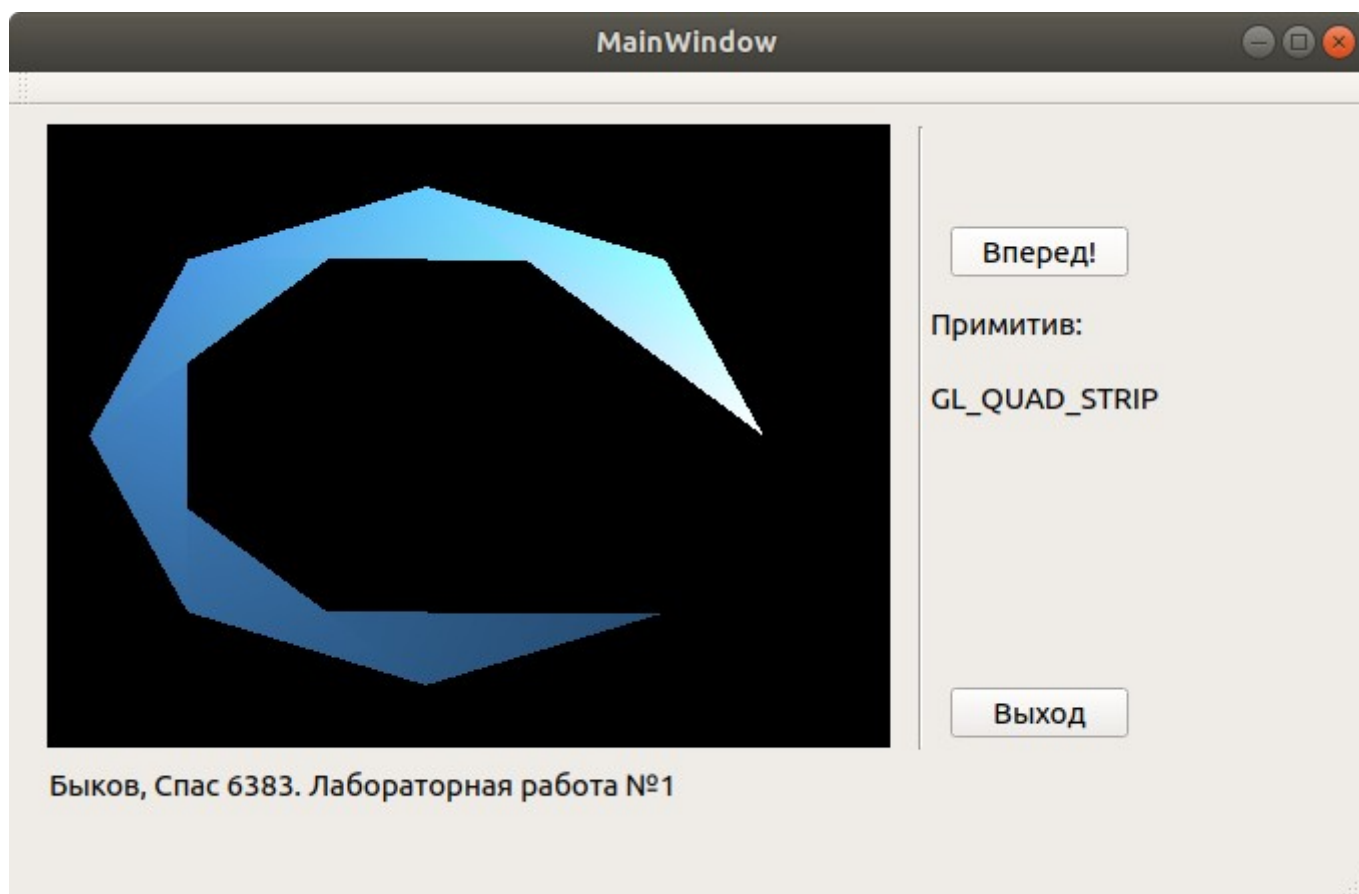 MainWindow
Вперед!
Примитив:
GL_QUAD_STRIP
Выход
Быков, Спас 6383. Лабораторная работа №1